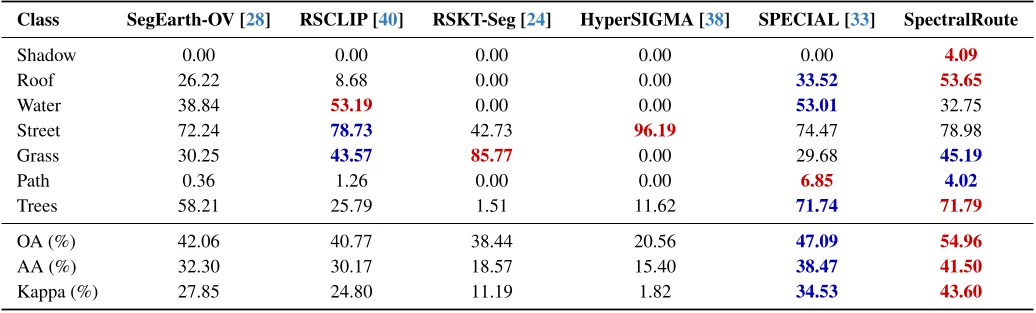 Class SegEarth-OV [28] RSCLIP [40] RSKT-Seg [24] HyperSIGMA [38] SPECIAL [33] SpectralRoute
Shadow 0.00 0.00 0.00 0.00 0.00 4.09
Roof 26.22 8.68 0.00 0.00 33.52 53.65
Water 38.84 53.19 0.00 0.00 53.01 32.75
Street 72.24 78.73 42.73 96.19 74.47 78.98
Grass 30.25 43.57 85.77 0.00 29.68 45.19
Path 0.36 1.26 0.00 0.00 6.85 4.02
Trees 58.21 25.79 1.51 11.62 71.74 71.79
OA (%) 42.06 40.77 38.44 20.56 47.09 54.96
AA (%) 32.30 30.17 18.57 15.40 38.47 41.50
Kappa (%) 27.85 24.80 11.19 1.82 34.53 43.60